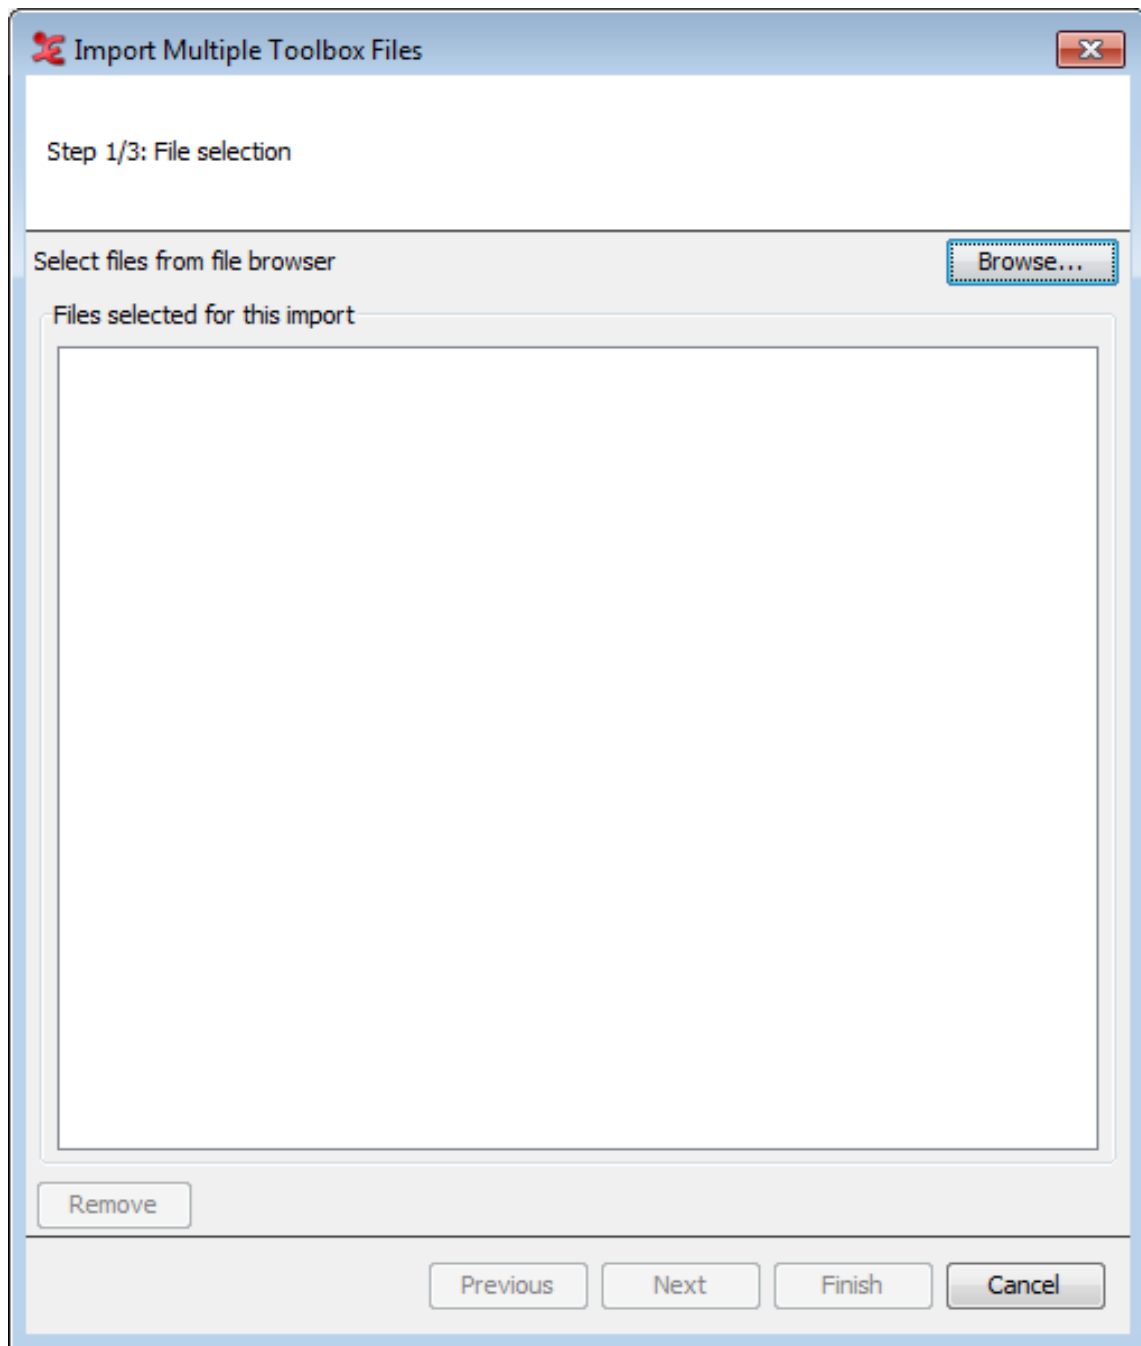 Import Multiple Toolbox Files
Step 1/3: File selection
Select files from file browser
Browse...
Files selected for this import
Remove
Previous
Next
Finish
Cancel